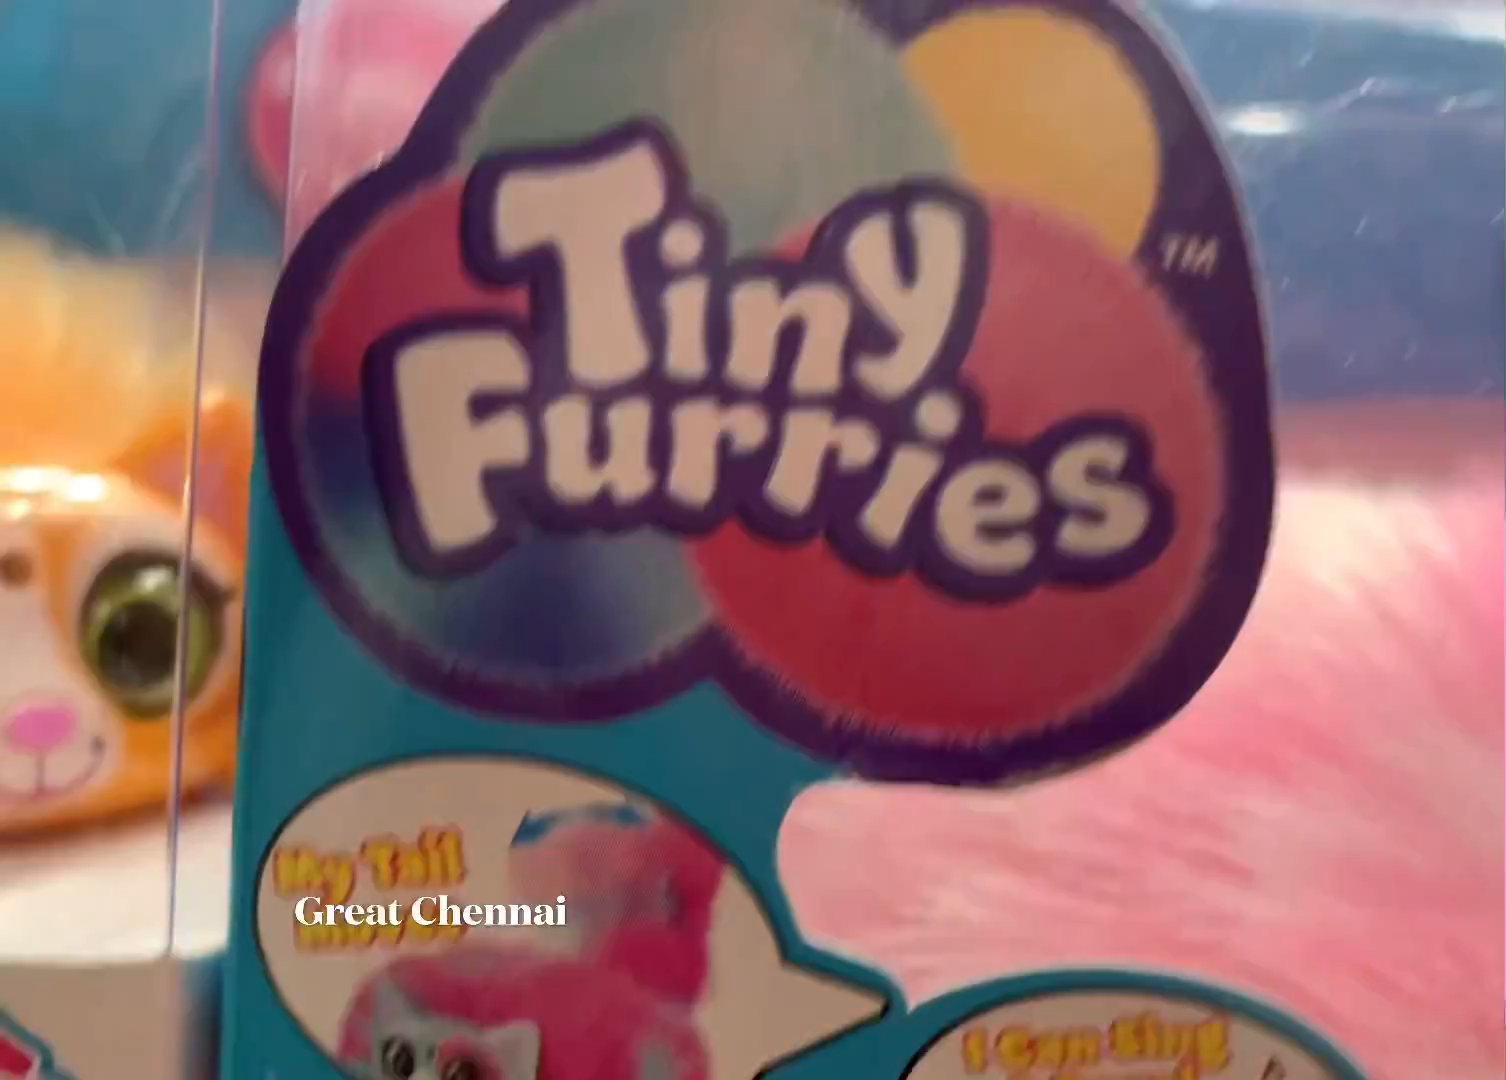 Tiny
Furries
TM
My Tail
Great Chennai
I Can Sing